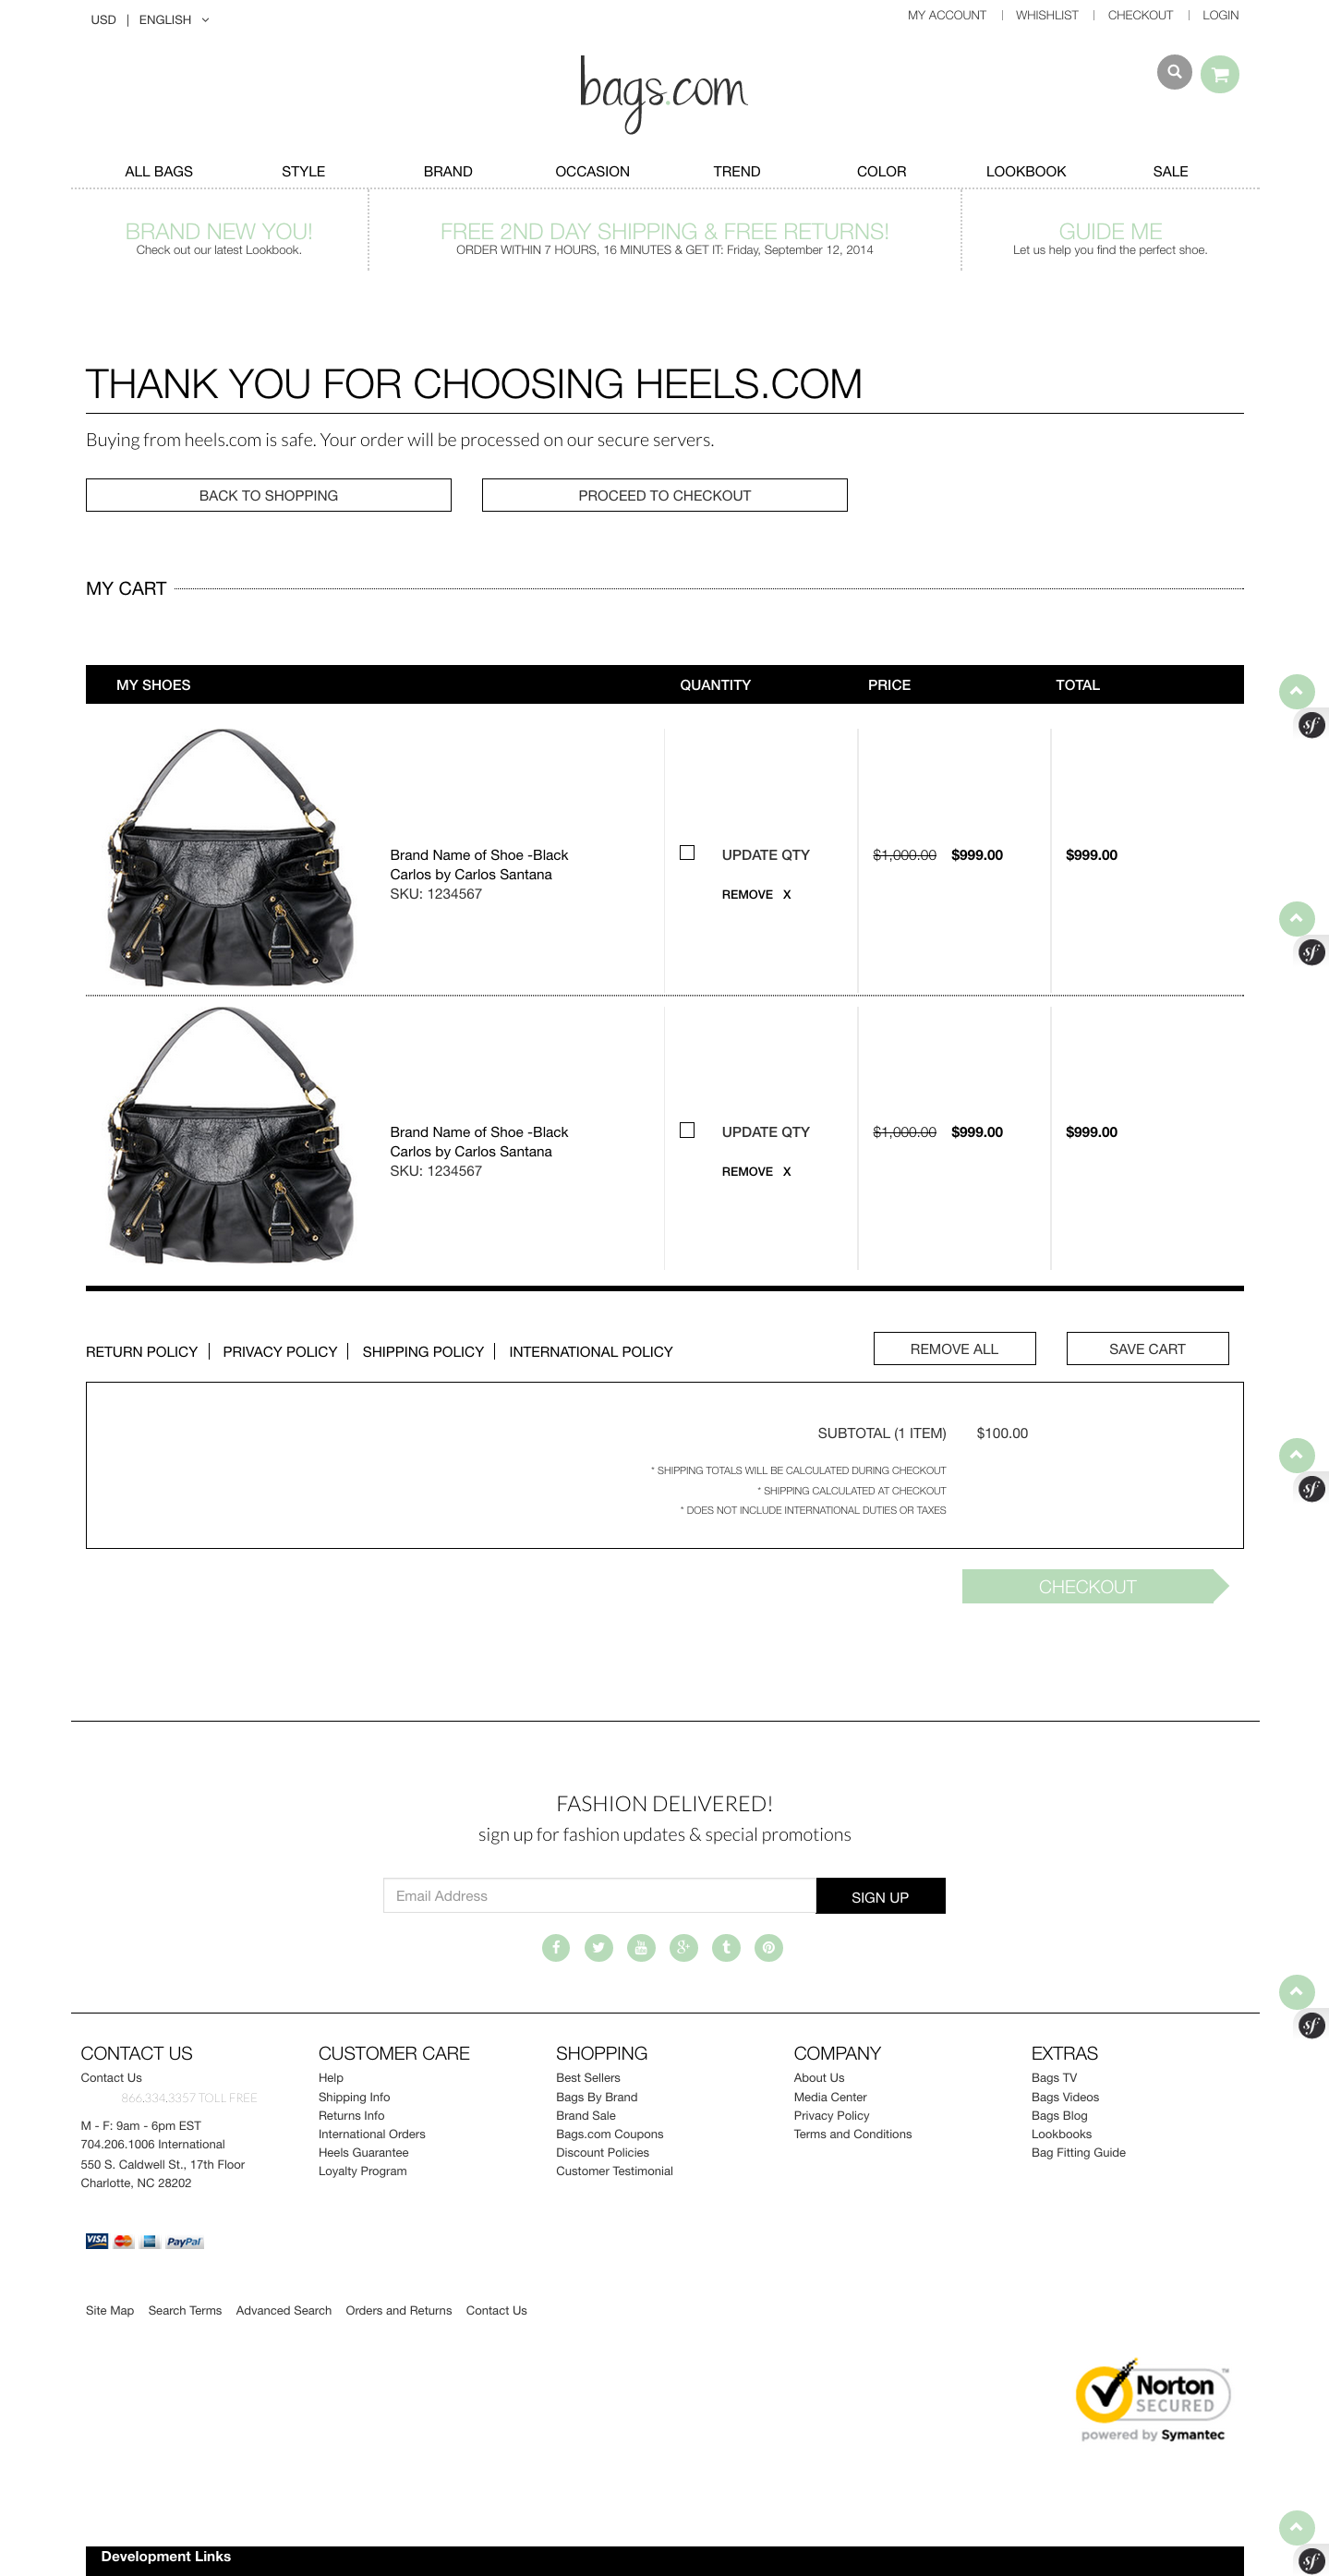 USD | ENGLISH
MY ACCOUNT | WHISHLIST | CHECKOUT | LOGIN
bags.com
ALL BAGS STYLE BRAND OCCASION TREND COLOR LOOKBOOK SALE
BRAND NEW YOU! FREE 2ND DAY SHIPPING & FREE RETURNS! GUIDE ME
Check out our latest Lookbook. ORDER WITHIN 7 HOURS, 16 MINUTES & GET IT: Friday, September 12, 2014 Let us help you find the perfect shoe.
THANK YOU FOR CHOOSING HEELS.COM
Buying from heels.com is safe. Your order will be processed on our secure servers.
BACK TO SHOPPING PROCEED TO CHECKOUT
MY CART
MY SHOES QUANTITY PRICE TOTAL
Brand Name of Shoe -Black UPDATE QTY $1,000.00 $999.00 $999.00
Carlos by Carlos Santana
SKU: 1234567 REMOVE X
Brand Name of Shoe -Black UPDATE QTY $1,000.00 $999.00 $999.00
Carlos by Carlos Santana
SKU: 1234567 REMOVE X
RETURN POLICY | PRIVACY POLICY | SHIPPING POLICY | INTERNATIONAL POLICY REMOVE ALL SAVE CART
SUBTOTAL (1 ITEM) $100.00
* SHIPPING TOTALS WILL BE CALCULATED DURING CHECKOUT
* SHIPPING CALCULATED AT CHECKOUT
* DOES NOT INCLUDE INTERNATIONAL DUTIES OR TAXES
CHECKOUT
FASHION DELIVERED!
sign up for fashion updates & special promotions
Email Address SIGN UP
CONTACT US
Contact Us
866.334.3357 TOLL FREE
M - F: 9am - 6pm EST
704.206.1006 International
550 S. Caldwell St., 17th Floor
Charlotte, NC 28202
CUSTOMER CARE
Help
Shipping Info
Returns Info
International Orders
Heels Guarantee
Loyalty Program
SHOPPING
Best Sellers
Bags By Brand
Brand Sale
Bags.com Coupons
Discount Policies
Customer Testimonial
COMPANY
About Us
Media Center
Privacy Policy
Terms and Conditions
EXTRAS
Bags TV
Bags Videos
Bags Blog
Lookbooks
Bag Fitting Guide
VISA PayPal
Site Map Search Terms Advanced Search Orders and Returns Contact Us
Norton
SECURED
powered by Symantec
Development Links